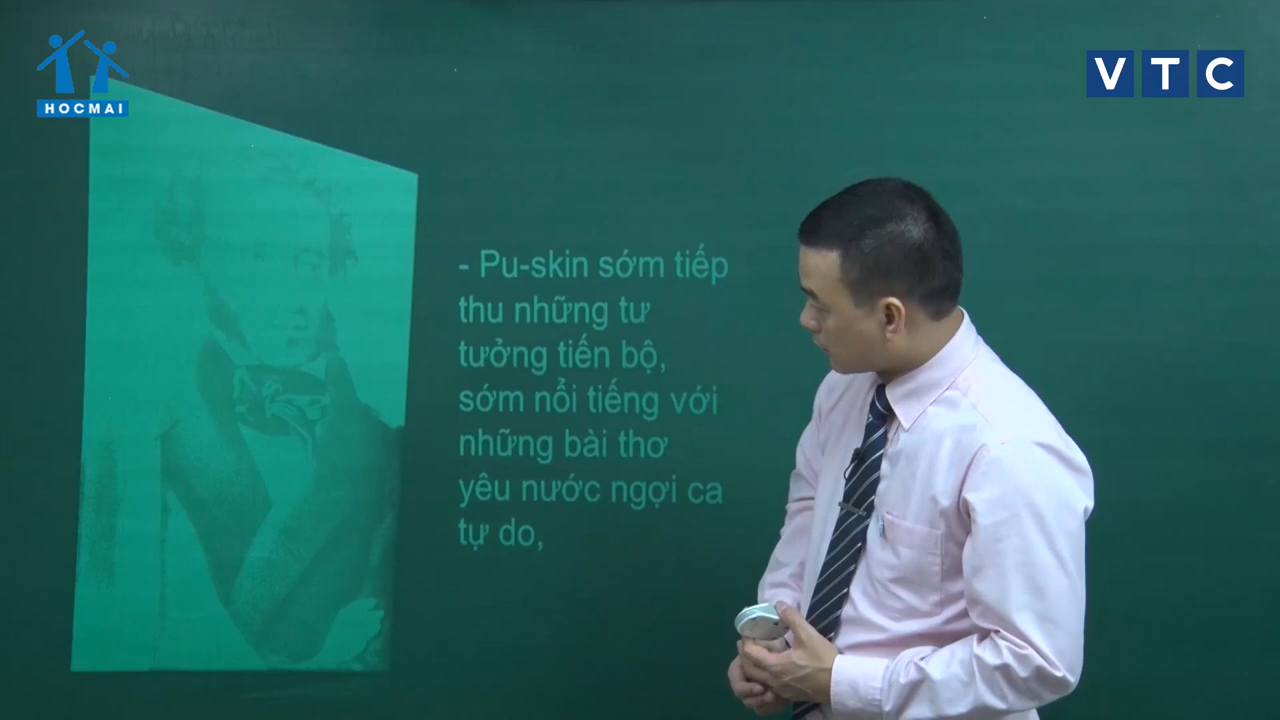 HOCMAI
VTC
- Pu-skin sớm tiếp
thu những tư
tưởng tiến bộ,
sớm nổi tiếng với
những bài thơ
yêu nước ngợi ca
tự do,